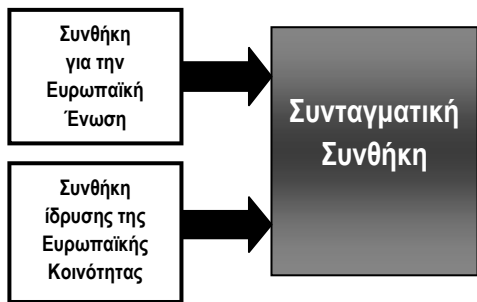 Συνθήκη
για την
Ευρωπαϊκή
Ένωση
Συνθήκη
ίδρυσης της
Ευρωπαϊκής
Κοινότητας
Συνταγματική
Συνθήκη